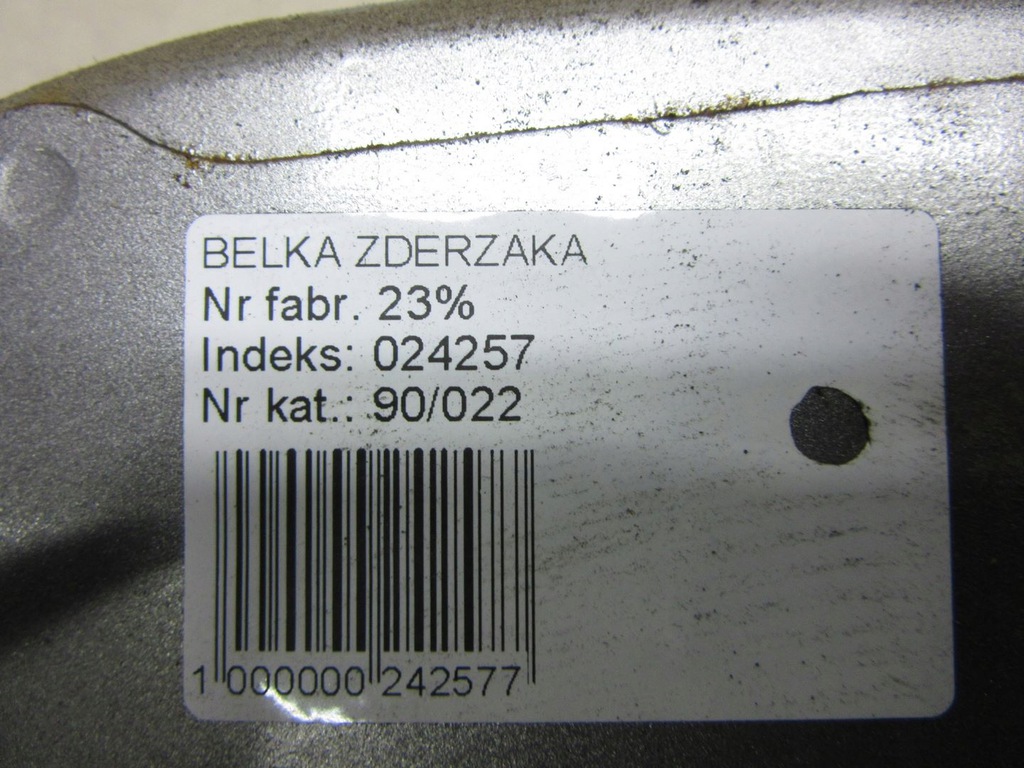 BELKA ZDERZAKA
Nr fabr. 23%
Indeks: 024257
Nr kat.: 90/022
1 000000 242577